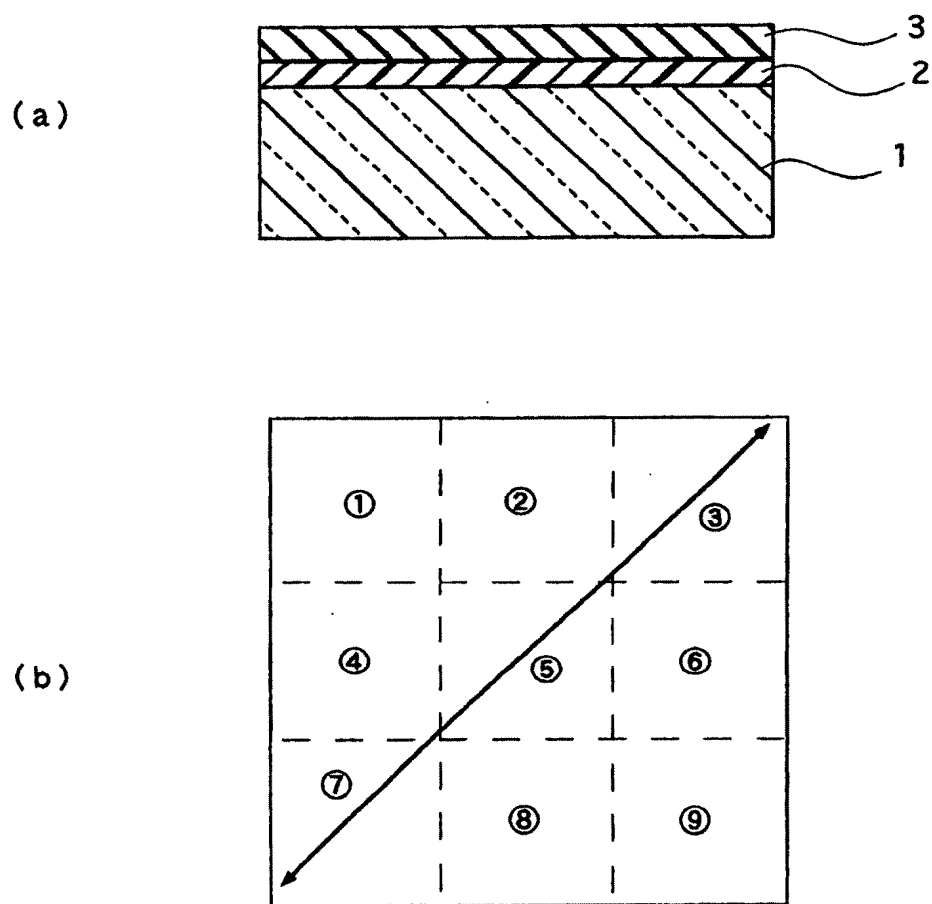 3
2
(a)
1
① ② ③
④ ⑤ ⑥
(b)
⑦ ⑧ ⑨